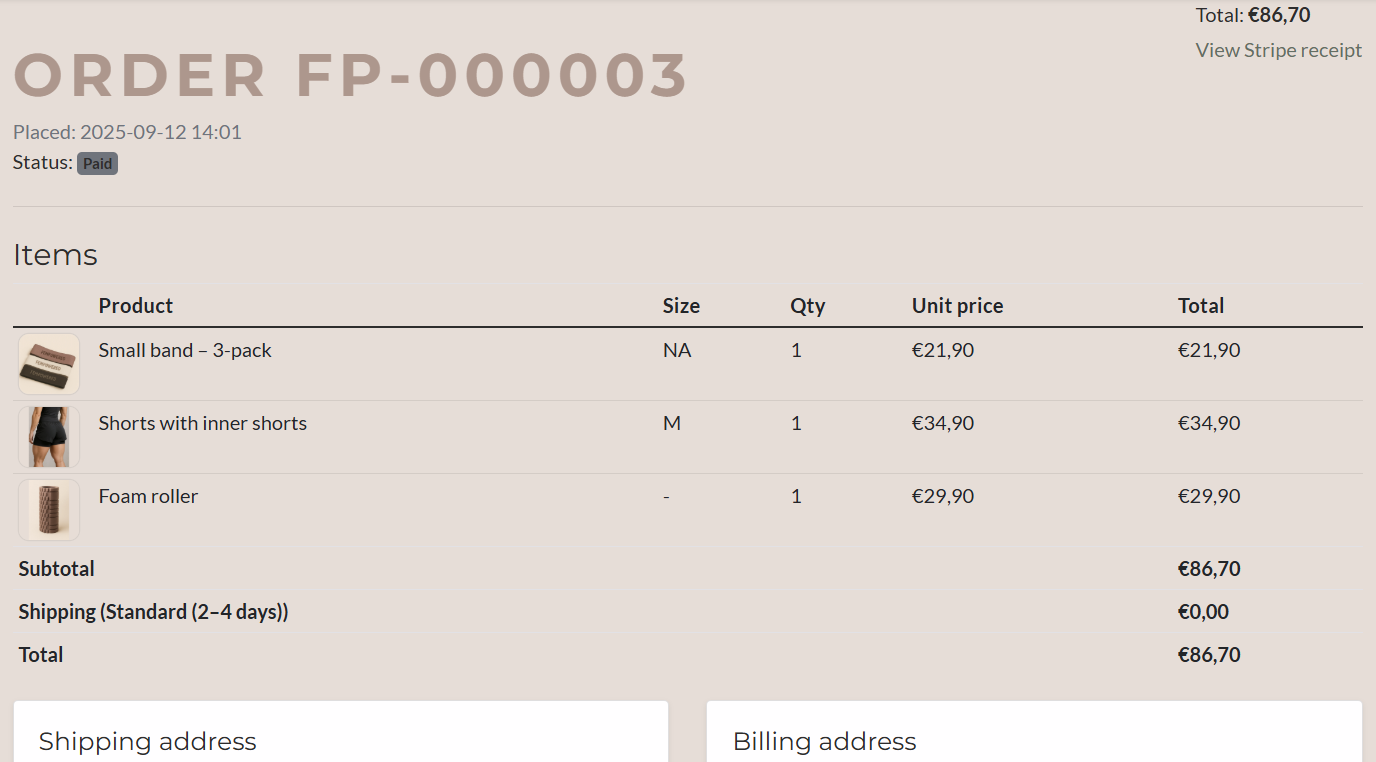 Total: €86,70
View Stripe receipt
ORDER FP-000003
Placed: 2025-09-12 14:01
Status: Paid
Items
Product Size Qty Unit price Total
Small band – 3-pack NA 1 €21,90 €21,90
Shorts with inner shorts M 1 €34,90 €34,90
Foam roller - 1 €29,90 €29,90
Subtotal €86,70
Shipping (Standard (2–4 days)) €0,00
Total €86,70
Shipping address Billing address